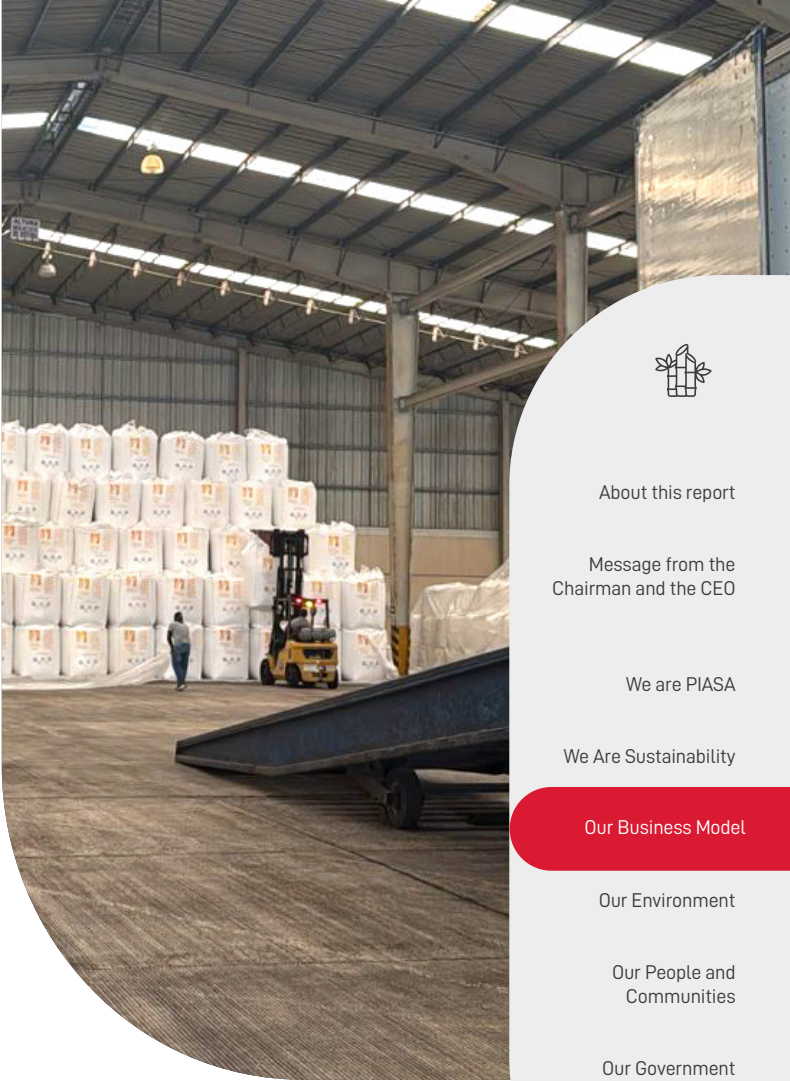 About this report
Message from the
Chairman and the CEO
We are PIASA
We Are Sustainability
Our Business Model
Our Environment
Our People and
Communities
Our Government